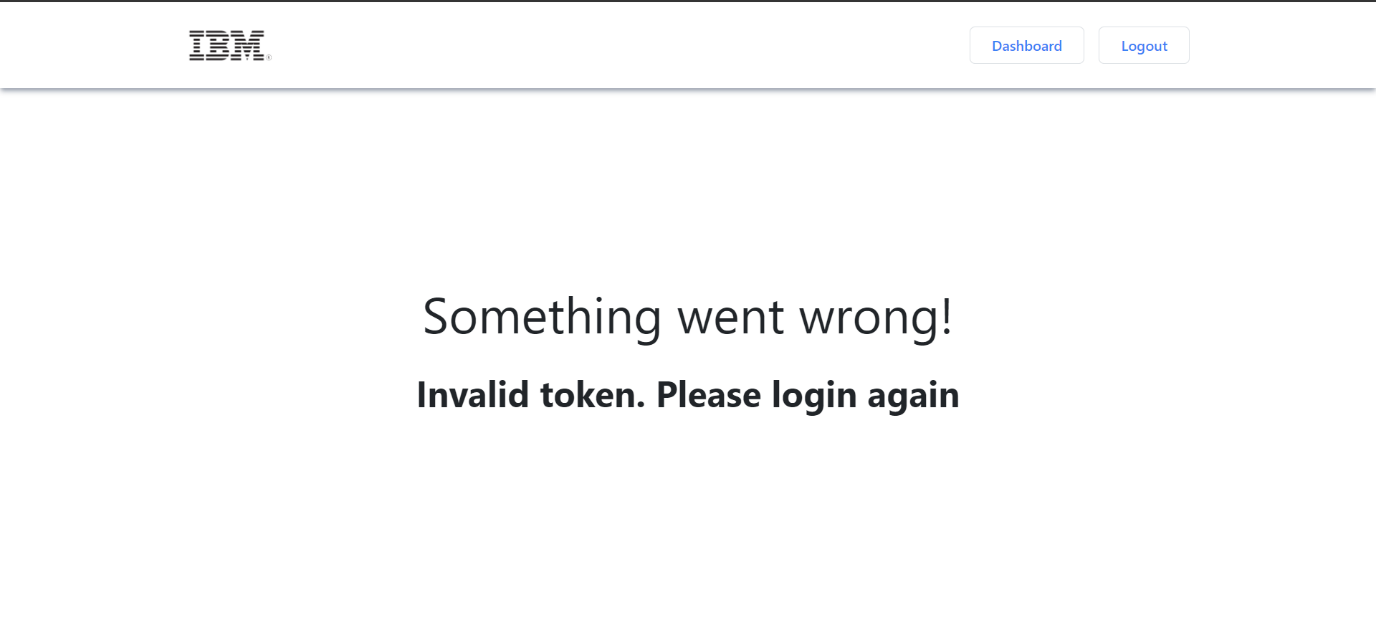 IBM®
Dashboard
Logout
Something went wrong!
Invalid token. Please login again